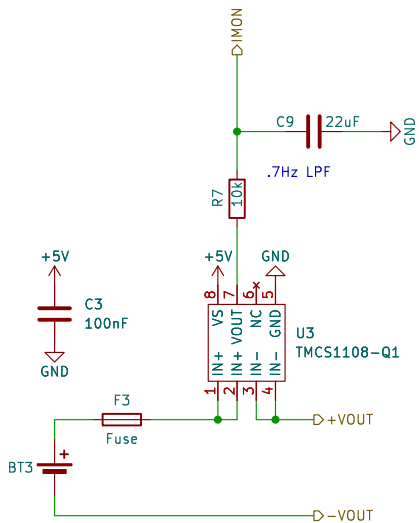 IMON
C9
22uF
GND
.7Hz LPF
R7
10k
+5V
+5V
GND
8
7
6
5
VS
VOUT
NC
GND
C3
100nF
U3
TMCS1108-Q1
GND
IN+
IN+
IN-
IN-
1
2
3
4
F3
Fuse
+VOUT
BT3
+
-VOUT